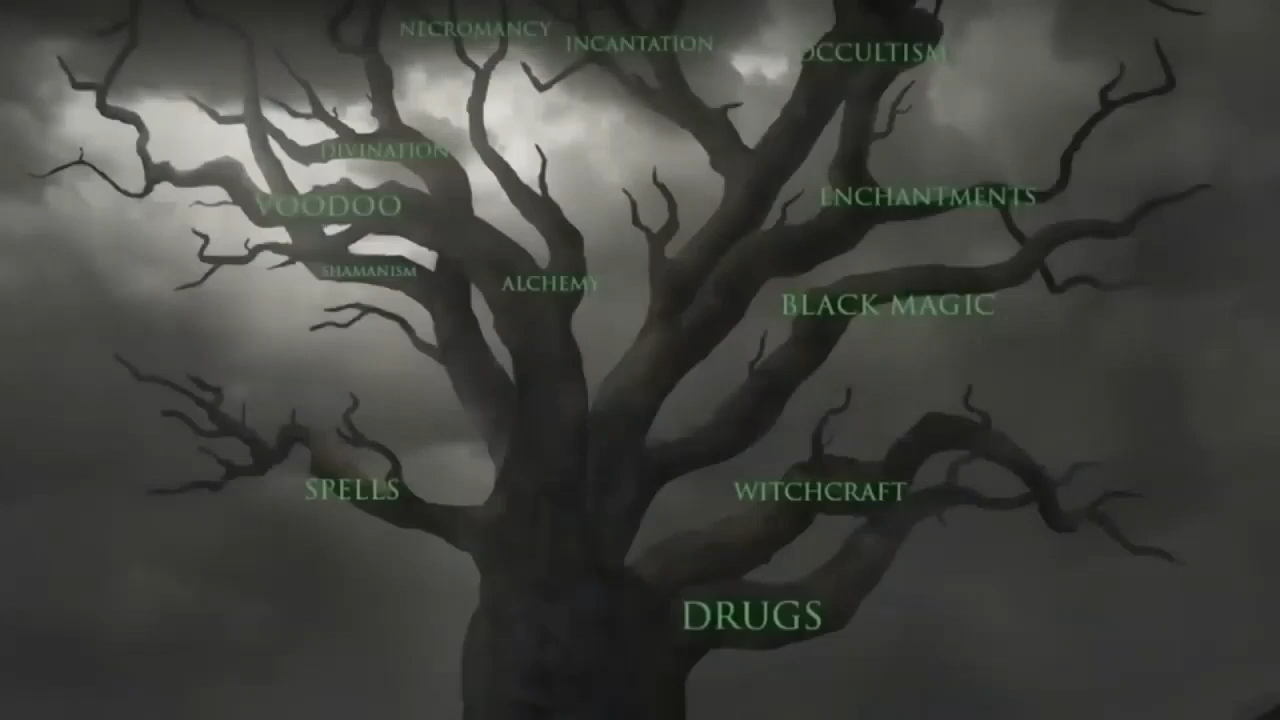 NECROMANCY
INCANTATION
OCCULTISM
DIVINATION
VOODOO
ENCHANTMENTS
SHAMANISM
ALCHEMY
BLACK MAGIC
SPELLS
WITCHCRAFT
DRUGS